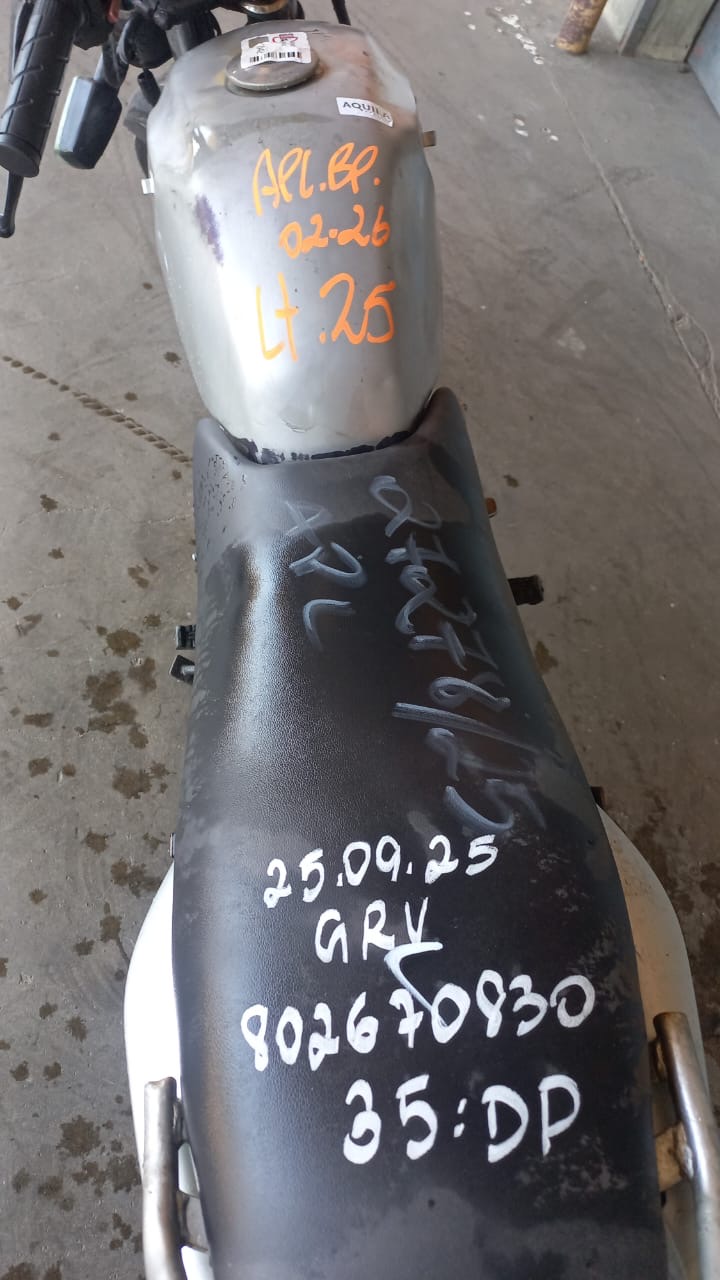 AQUILA
APL.BP.
02-26
Lt.25
25.09.25
GRV
802670830
35:DP